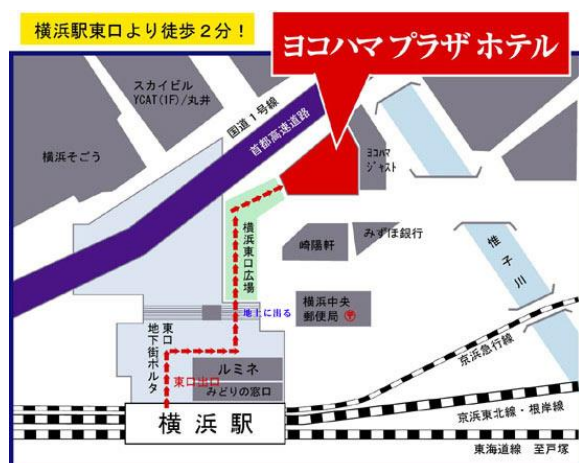 横浜駅東口より徒歩2分!
ヨコハマ プラザ ホテル
スカイビル
YCAT(1F)/丸井
国道1号線
首都高速道路
横浜そごう
ヨコハマ
ジャスト
横浜東口広場
崎陽軒
みずほ銀行
帷子川
地上に出る
横浜中央
郵便局
東口
地下街ポルタ
ルミネ
東口出口
みどりの窓口
京浜急行線
横浜駅
京浜東北線・根岸線
東海道線 至戸塚